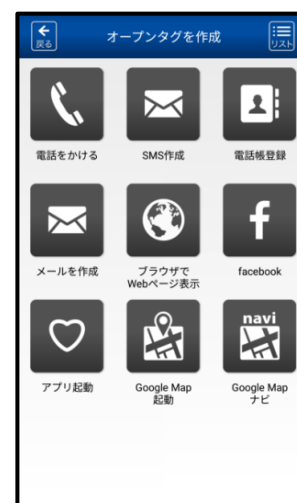 戻る
オープンタグを作成
リスト
電話をかける
SMS作成
電話帳登録
メールを作成
ブラウザで
Webページ表示
facebook
navi
アプリ起動
Google Map
起動
Google Map
ナビ